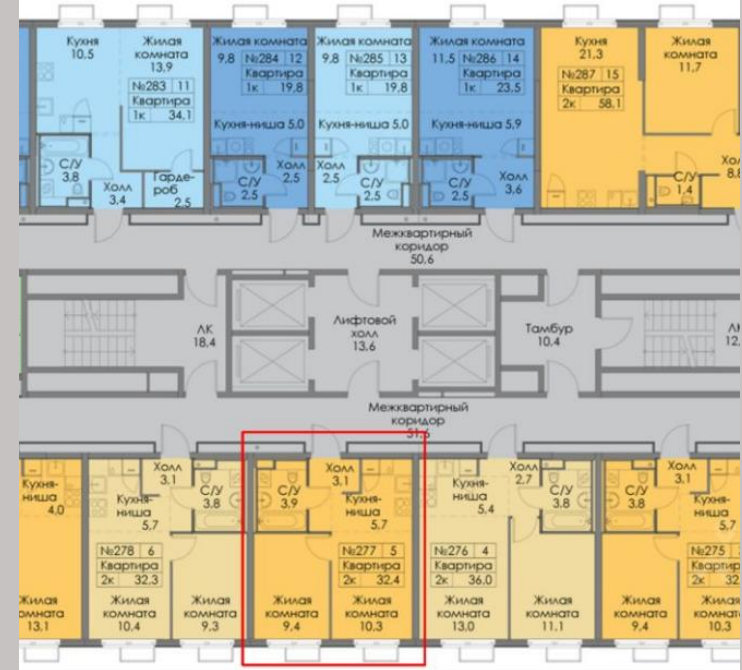 Кухня
10,5
Жилая
комната
13,9
№283 11
Квартира
1к 34,1
С/У
3,8
Холл
3,4
Гарде-
роб
2,5
Жилая комната
9,8 №284 12
Квартира
1к 19,8
Кухня-ниша 5,0
С/У
2,5
Холл
2,5
Жилая комната
9,8 №285 13
Квартира
1к 19,8
Кухня-ниша 5,0
Холл
2,5
С/У
2,5
Жилая комната
11,5 №286 14
Квартира
1к 23,5
Кухня-ниша 5,9
С/У
2,5
Холл
3,6
Кухня
21,3
№287 15
Квартира
2к 58,1
Жилая
комната
11,7
С/У
1,4
8,8
Межквартирный
коридор
50,6
ЛК
18,4
Лифтовой
холл
13,6
Тамбур
10,4
12,
Межквартирный
коридор
51,6
Кухня-
ниша
4,0
Жилая
комната
13,1
Холл
3,1
С/У
3,8
Кухня-
ниша
5,7
№278 6
Квартира
2к 32,3
Жилая
комната
10,4
Жилая
комната
9,3
С/У
3,9
Холл
3,1
Кухня-
ниша
5,7
№277 5
Квартира
2к 32,4
Жилая
комната
9,4
Жилая
комната
10,3
Кухня-
ниша
5,4
Холл
2,7
С/У
3,8
№276 4
Квартира
2к 36,0
Жилая
комната
13,0
Жилая
комната
11,1
С/У
3,8
Холл
3,1
Кухня-
ниша
5,7
№275
Квартира
2к 32
Жилая
комната
9,4
Жилая
комната
10,3